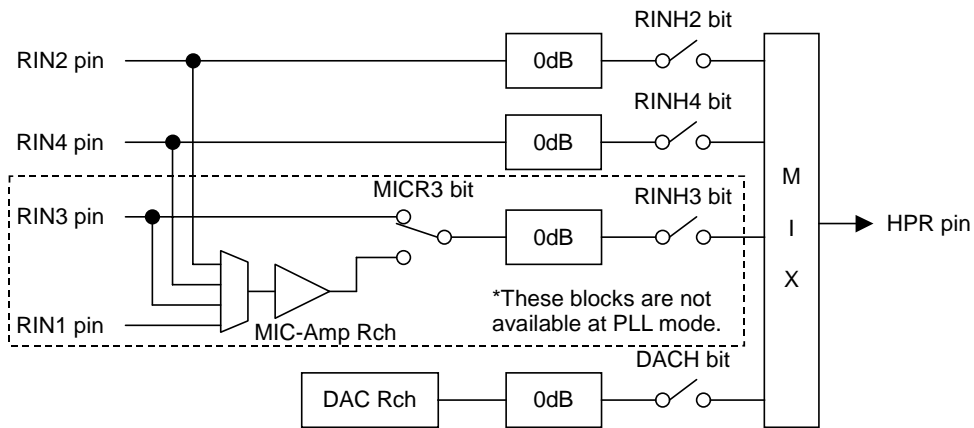 RINH2 bit
RIN2 pin
0dB
RINH4 bit
RIN4 pin
0dB
MICR3 bit
RINH3 bit
RIN3 pin
0dB
M
I
X
HPR pin
*These blocks are not
available at PLL mode.
RIN1 pin
MIC-Amp Rch
DACH bit
DAC Rch
0dB